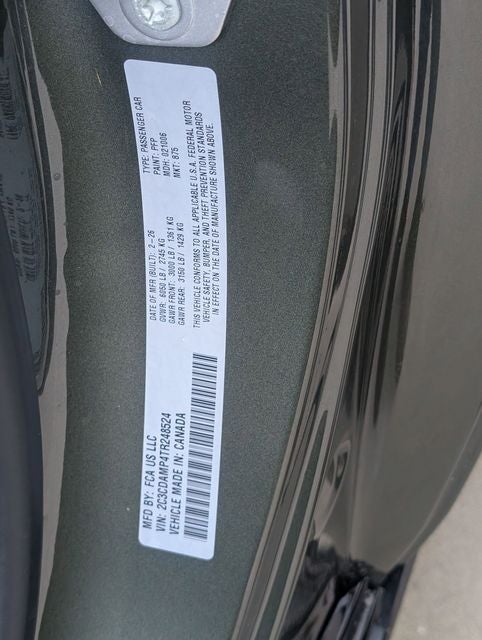 MFD BY: FCA US LLC
VIN: 2C3CDAMP4TR248524
VEHICLE MADE IN: CANADA
DATE OF MFR (BUILT): 2-26
GVWR: 6050 LB / 2745 KG
GAWR FRONT: 3000 LB / 1361 KG
GAWR REAR: 3150 LB / 1429 KG
TYPE: PASSENGER CAR
PAINT: PFP
MDH: 021006
MKT: 875
THIS VEHICLE CONFORMS TO ALL APPLICABLE U.S.A. FEDERAL MOTOR
VEHICLE SAFETY, BUMPER, AND THEFT PREVENTION STANDARDS
IN EFFECT ON THE DATE OF MANUFACTURE SHOWN ABOVE.